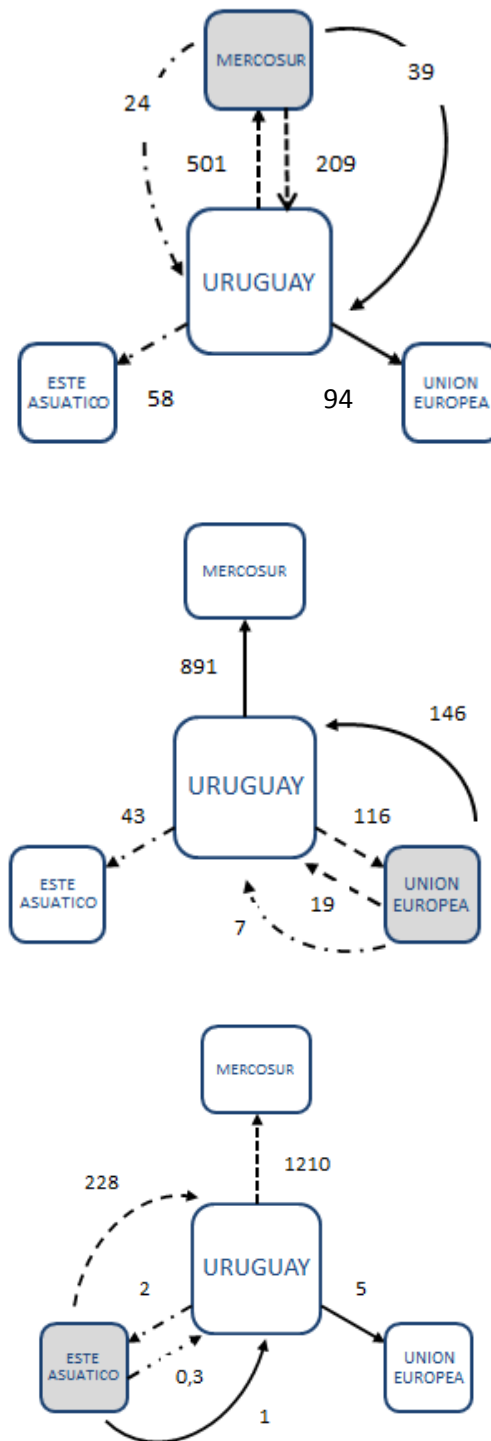 MERCOSUR
39
24
501
209
URUGUAY
ESTE
ASUATICO
58
94
UNION
EUROPEA
MERCOSUR
891
146
URUGUAY
43
116
ESTE
ASUATICO
UNION
EUROPEA
19
7
MERCOSUR
1210
228
URUGUAY
2
5
ESTE
ASUATICO
0,3
UNION
EUROPEA
1